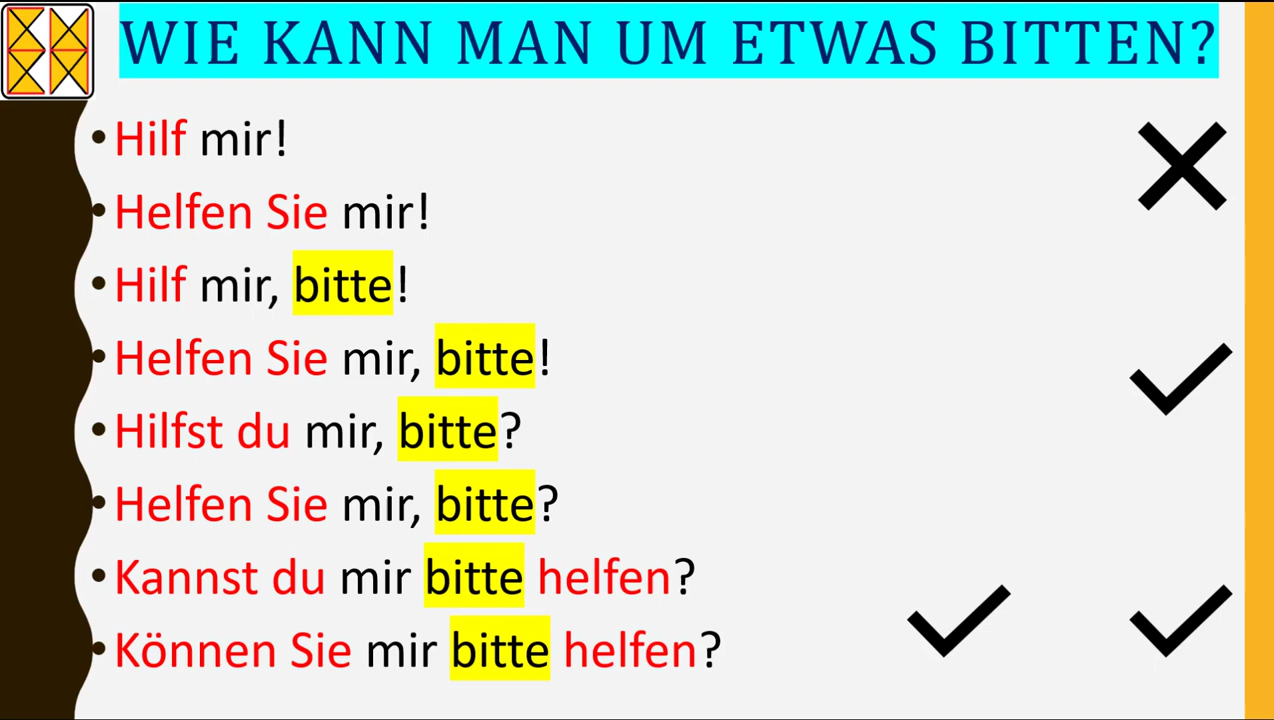 WIE KANN MAN UM ETWAS BITTEN?
• Hilf mir!
• Helfen Sie mir!
• Hilf mir, bitte!
• Helfen Sie mir, bitte!
• Hilfst du mir, bitte?
• Helfen Sie mir, bitte?
• Kannst du mir bitte helfen?
• Können Sie mir bitte helfen?